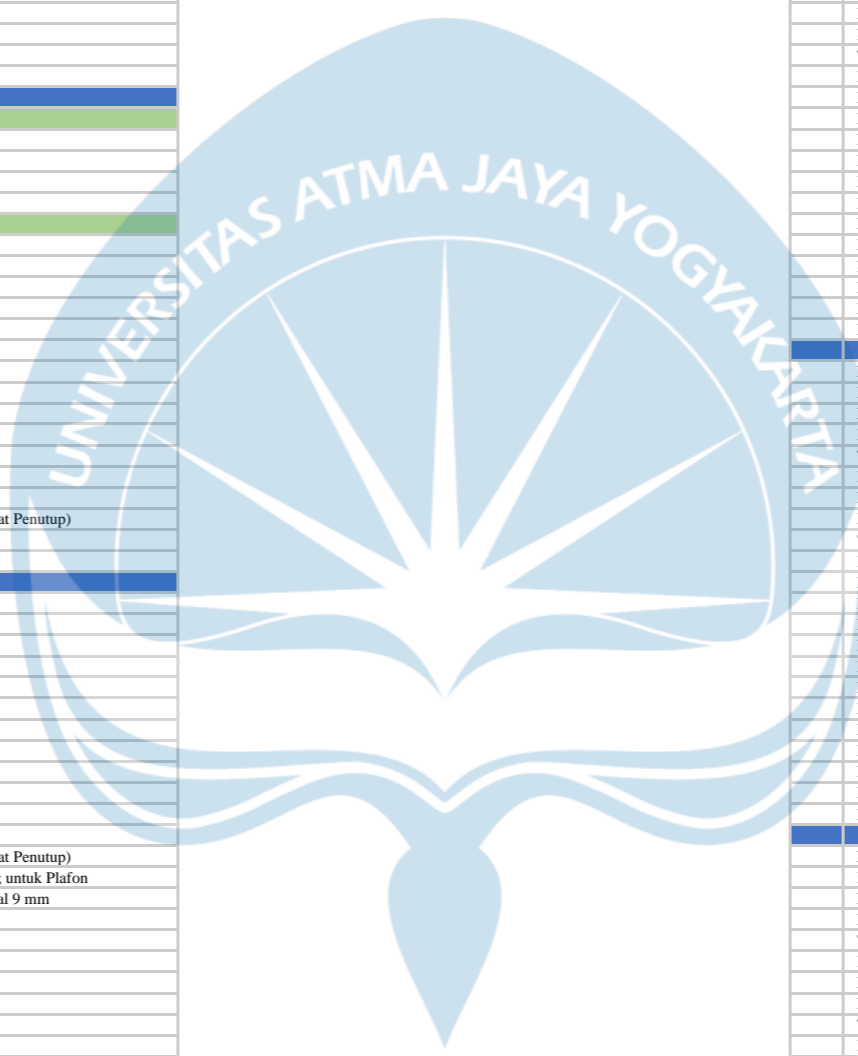 UNIVERSITAS ATMA JAYA YOGYAKARTA
at Penutup)
at Penutup)
untuk Plafon
al 9 mm